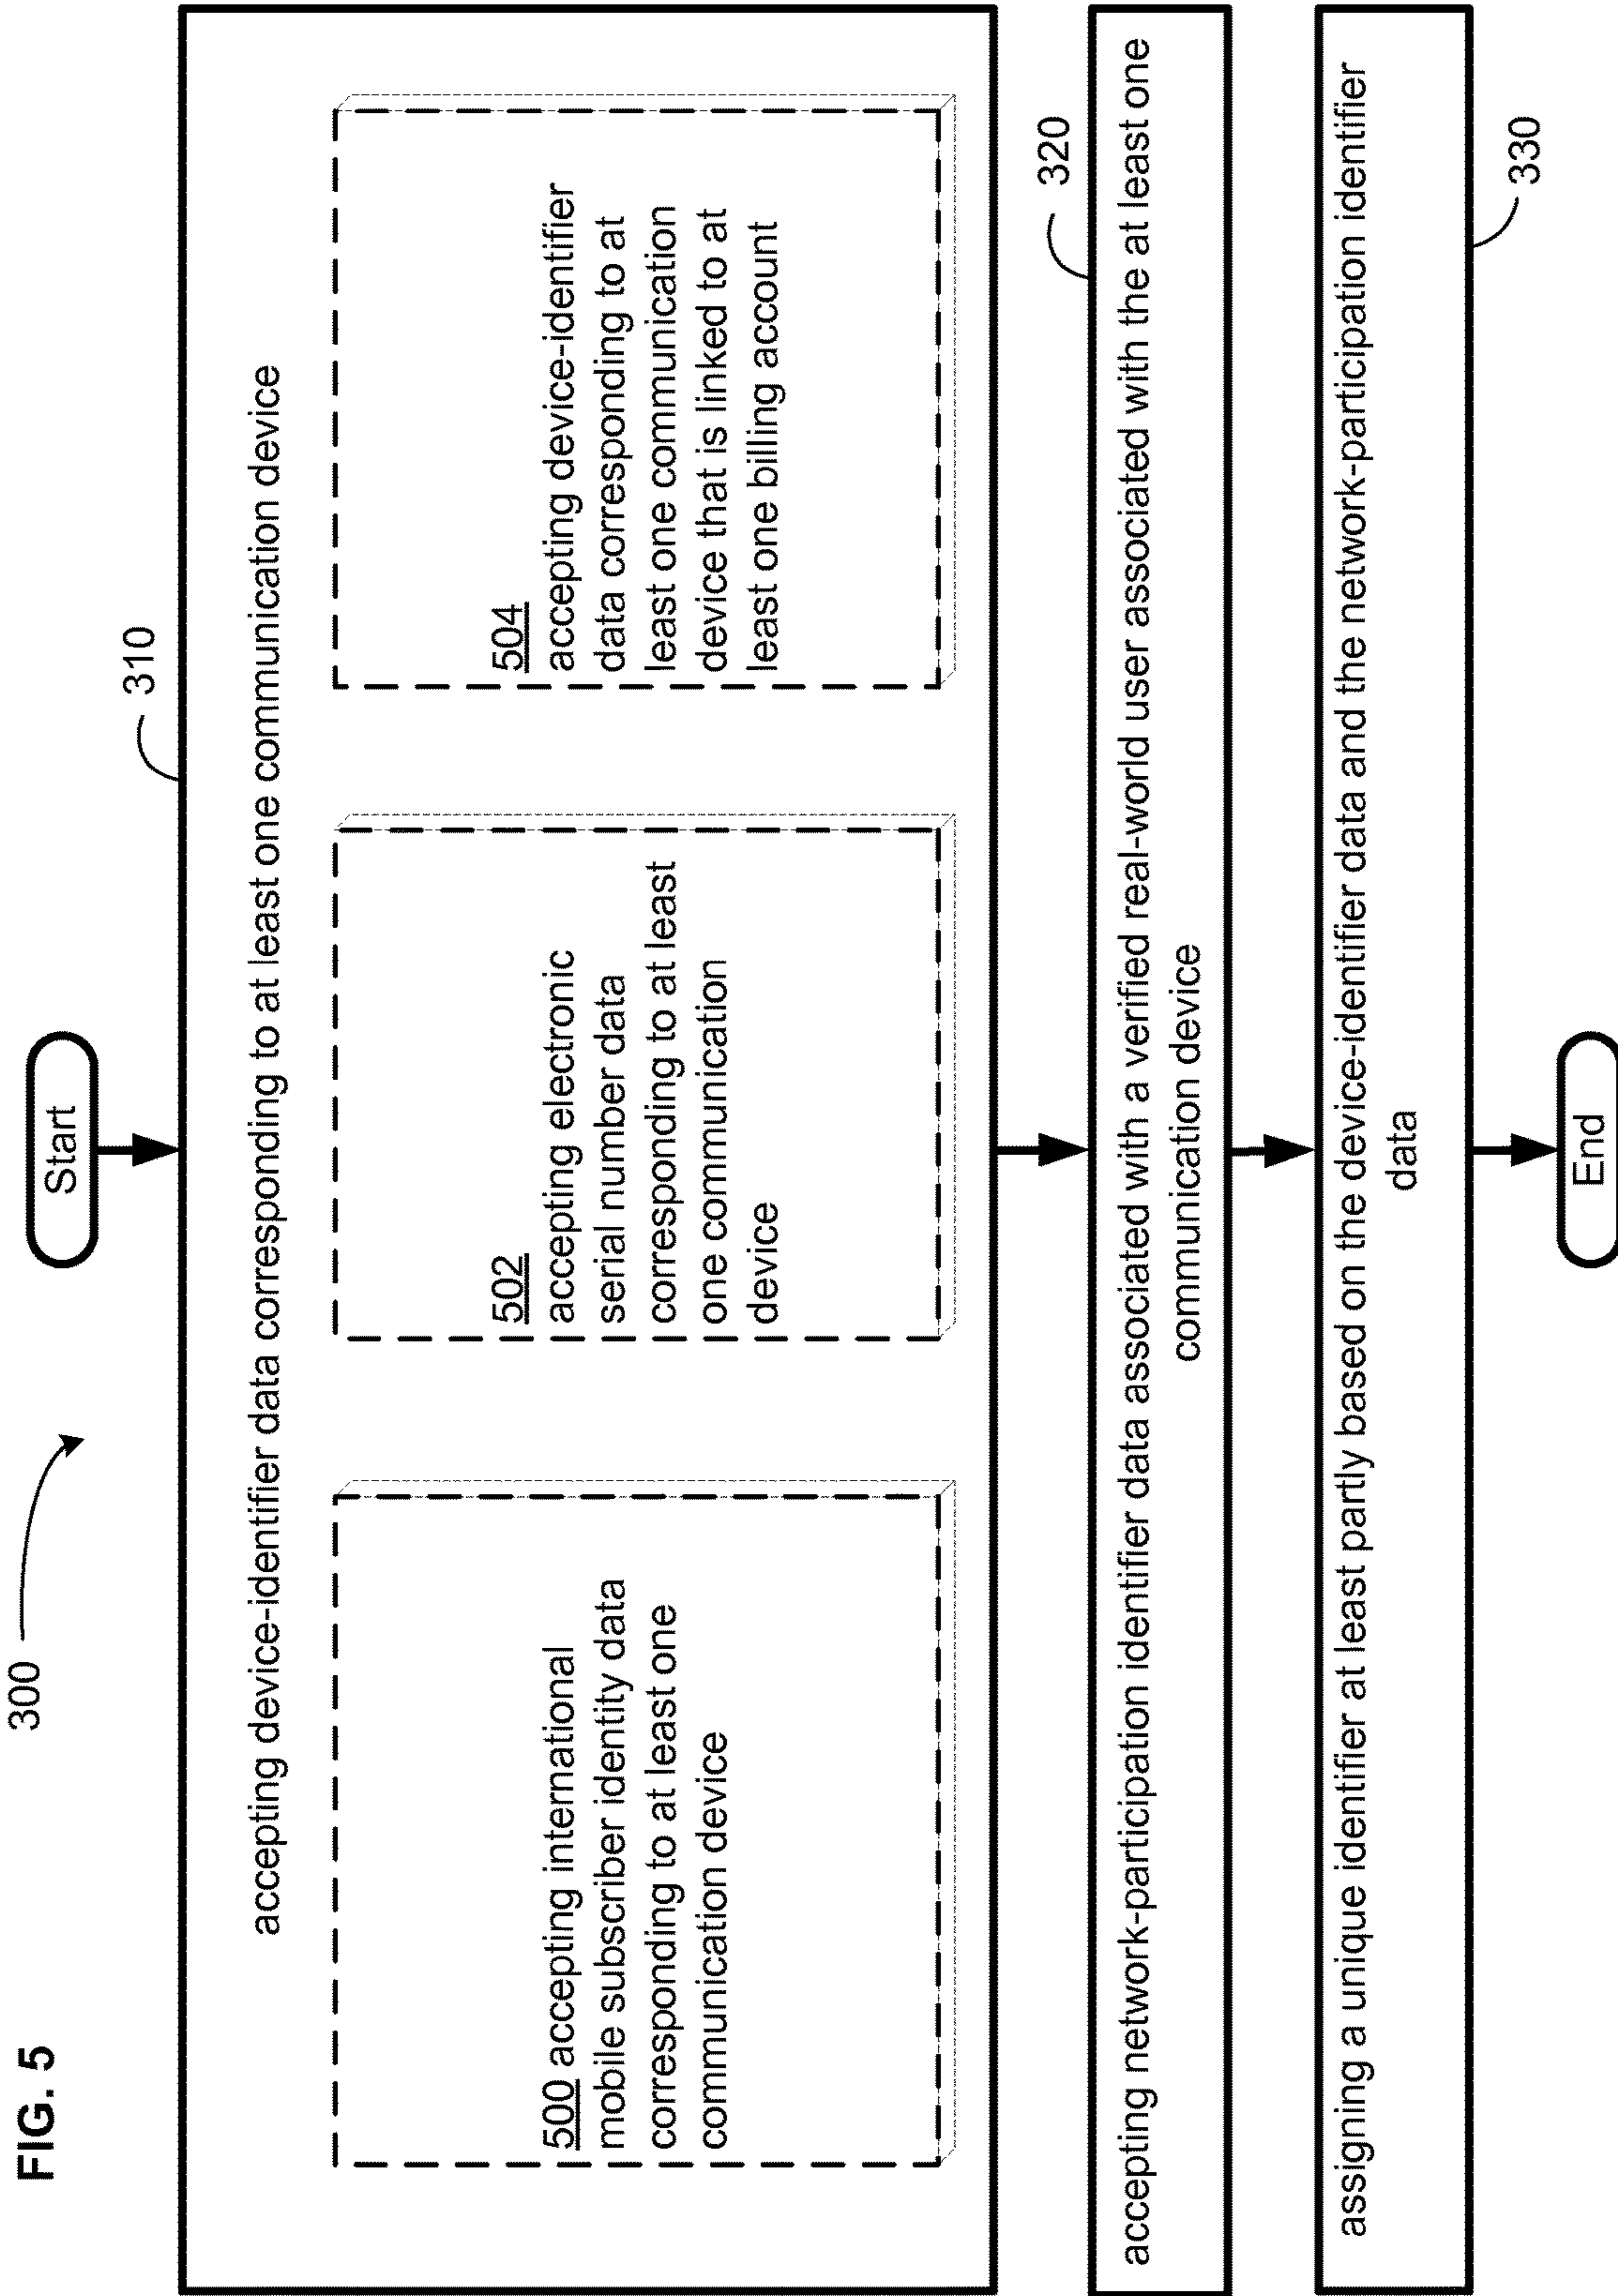 FIG. 5
300
Start
310
accepting device-identifier data corresponding to at least one communication device
500 accepting international
mobile subscriber identity data
corresponding to at least one
communication device
502
accepting electronic
serial number data
corresponding to at least
one communication
device
504
accepting device-identifier
data corresponding to at
least one communication
device that is linked to at
least one billing account
320
accepting network-participation identifier data associated with a verified real-world user associated with the at least one
communication device
assigning a unique identifier at least partly based on the device-identifier data and the network-participation identifier
data
330
End